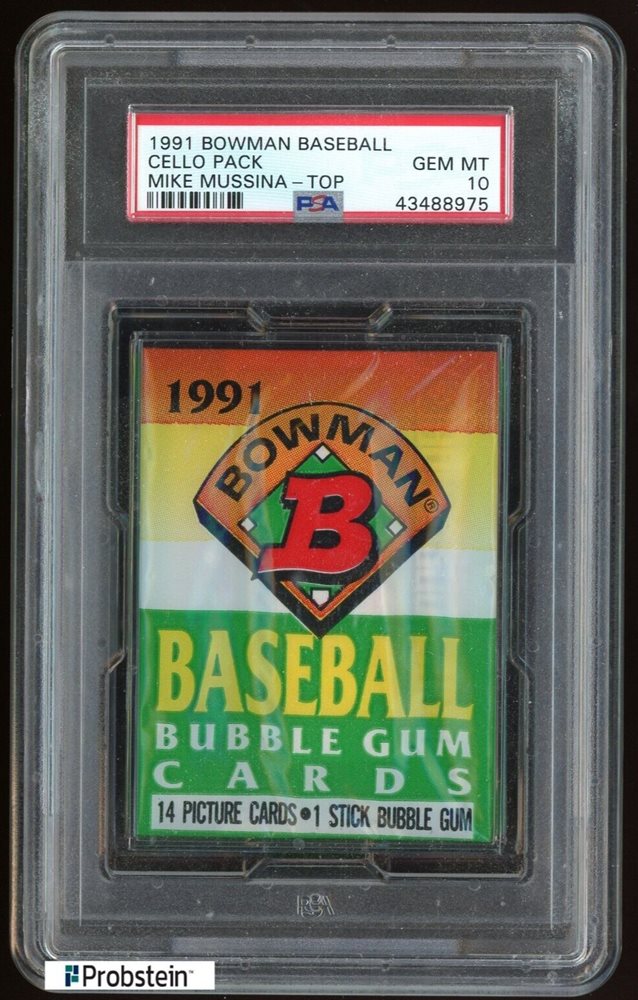 1991 BOWMAN BASEBALL
CELLO PACK GEM MT
MIKE MUSSINA – TOP 10
PSA 43488975
1991
BOWMAN®
B
BASEBALL
BUBBLE GUM
CARDS
14 PICTURE CARDS • 1 STICK BUBBLE GUM
PSA
Probstein™